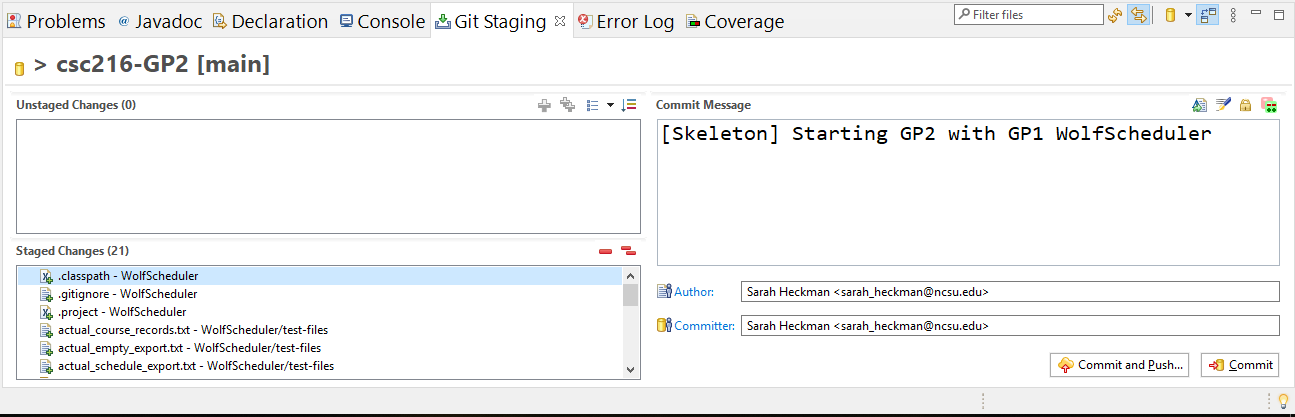 Problems @ Javadoc Declaration Console Git Staging Error Log Coverage Filter files
> csc216-GP2 [main]
Unstaged Changes (0)
Commit Message
[Skeleton] Starting GP2 with GP1 WolfScheduler
Staged Changes (21)
.classpath - WolfScheduler
.gitignore - WolfScheduler
.project - WolfScheduler
actual_course_records.txt - WolfScheduler/test-files
actual_empty_export.txt - WolfScheduler/test-files
actual_schedule_export.txt - WolfScheduler/test-files
Author: Sarah Heckman <sarah_heckman@ncsu.edu>
Committer: Sarah Heckman <sarah_heckman@ncsu.edu>
Commit and Push... Commit